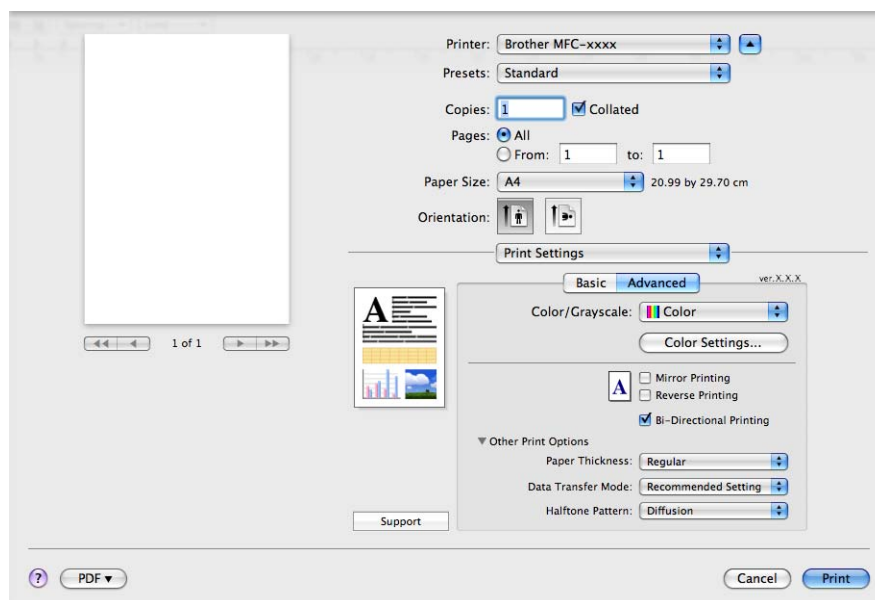 Printer: Brother MFC-xxxx
Presets: Standard
Copies: 1 Collated
Pages: All
From: 1 to: 1
Paper Size: A4 20.99 by 29.70 cm
Orientation:
Print Settings
Basic Advanced ver.X.X.X
Color/Grayscale: Color
Color Settings...
A
A
Mirror Printing
Reverse Printing
Bi-Directional Printing
1 of 1
Other Print Options
Paper Thickness: Regular
Data Transfer Mode: Recommended Setting
Halftone Pattern: Diffusion
Support
? PDF▼ Cancel Print